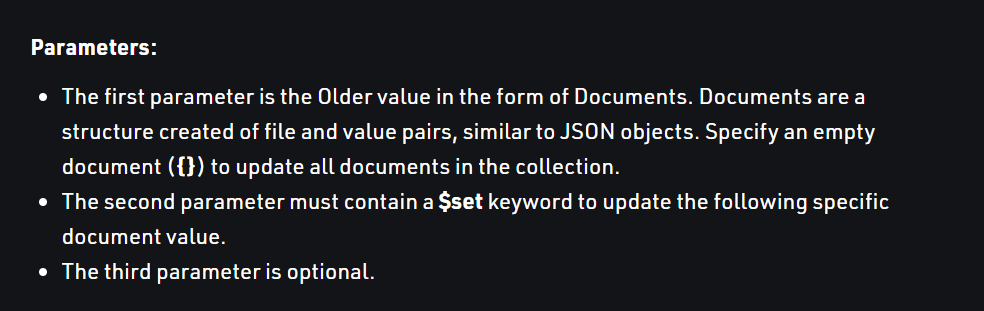 Parameters:
• The first parameter is the Older value in the form of Documents. Documents are a
structure created of file and value pairs, similar to JSON objects. Specify an empty
document ({}) to update all documents in the collection.
• The second parameter must contain a $set keyword to update the following specific
document value.
• The third parameter is optional.